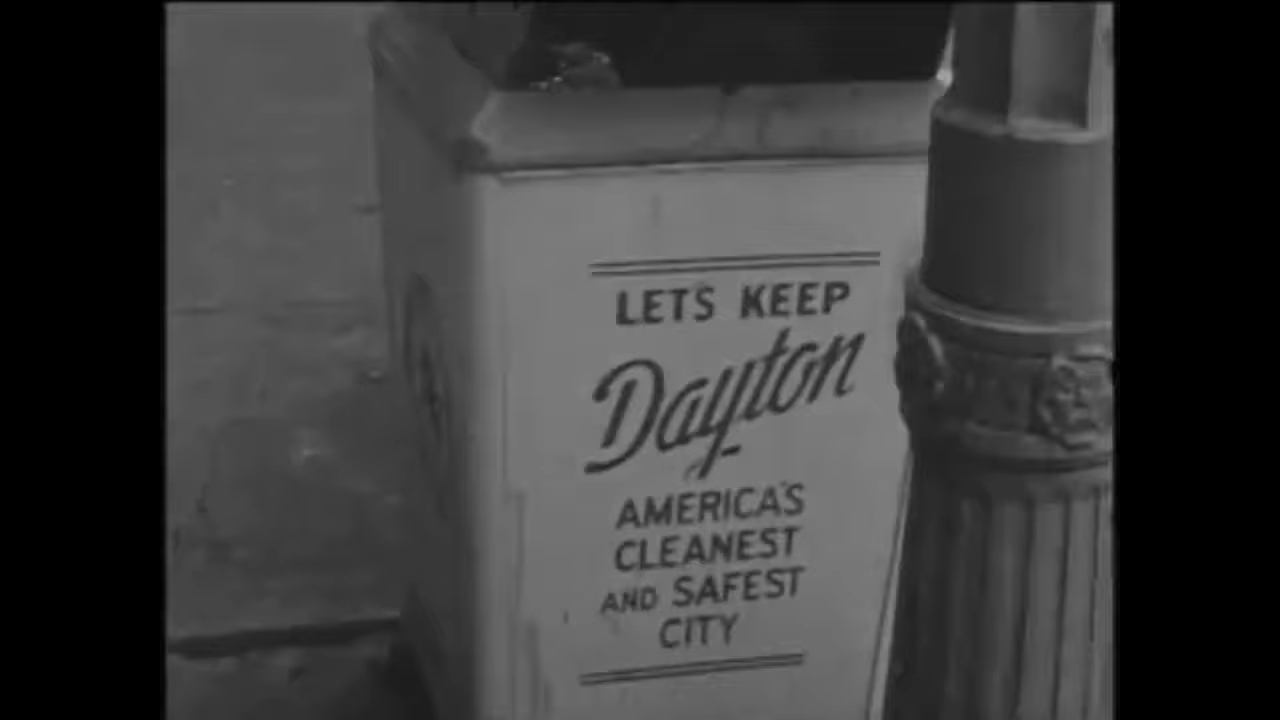 LETS KEEP
Dayton
AMERICA'S
CLEANEST
AND SAFEST
CITY